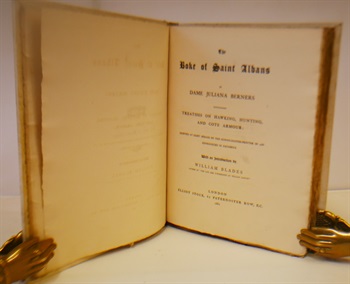 The
Boke of Saint Albans
BY
DAME JULIANA BERNERS
CONTAINING
TREATISES ON HAWKING, HUNTING,
AND COTE ARMOUR:
With an Introduction by
WILLIAM BLADES
LONDON
ELLIOT STOCK, 62 PATERNOSTER ROW, EC.